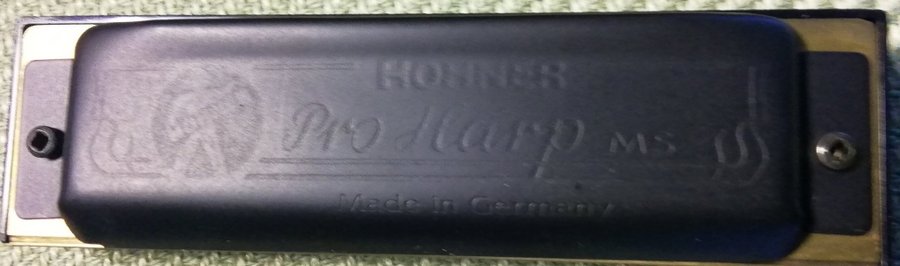 HOHNER
Pro Harp MS
Made in Germany